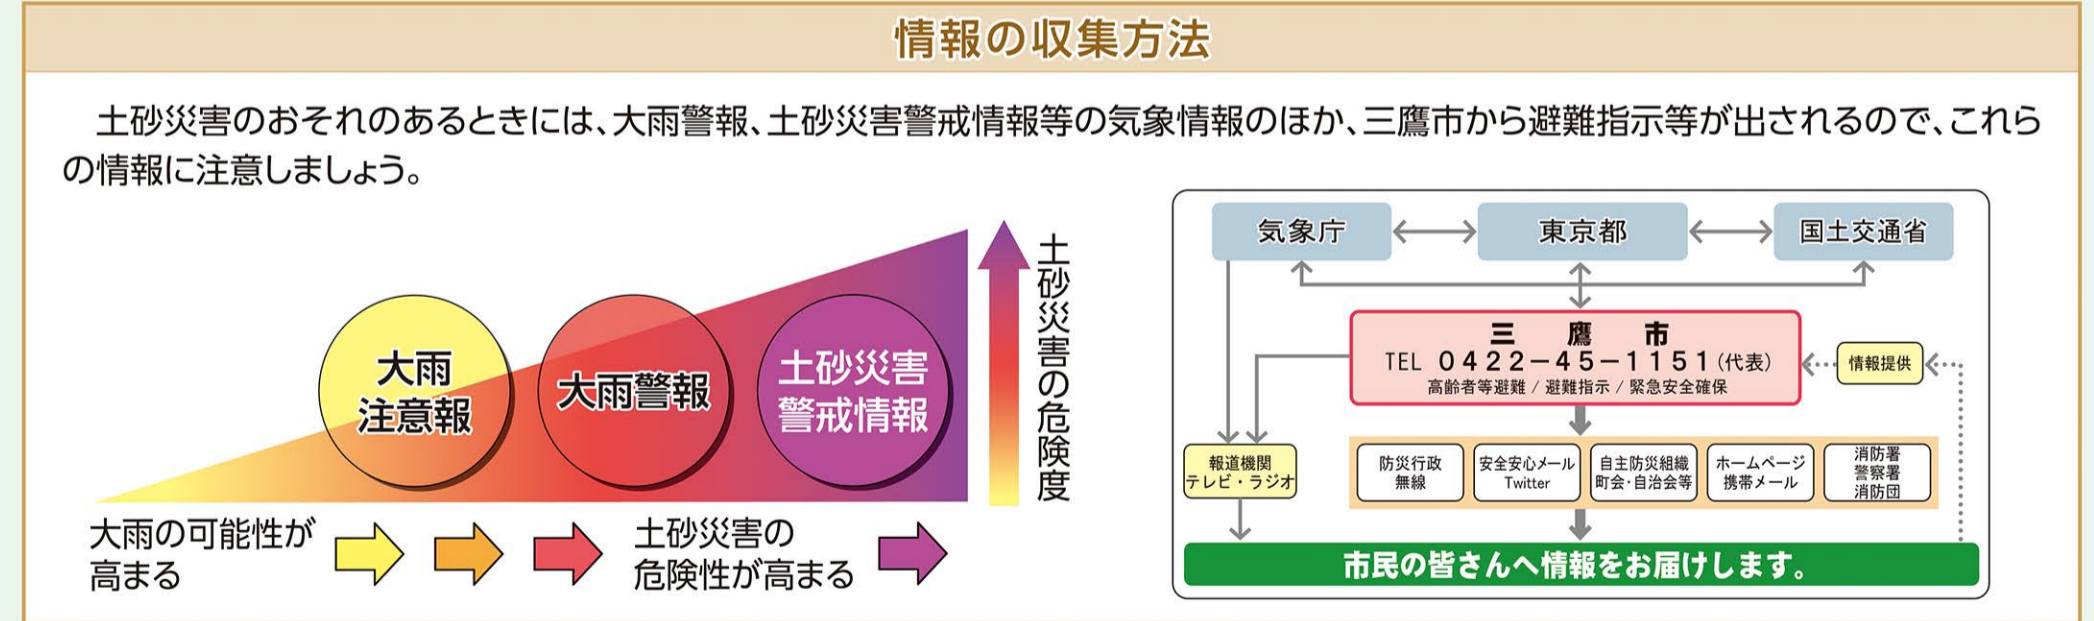 情報の収集方法
土砂災害のおそれのあるときには、大雨警報、土砂災害警戒情報等の気象情報のほか、三鷹市から避難指示等が出されるので、これら
の情報に注意しましょう。
大雨
注意報
大雨警報
土砂災害
警戒情報
土砂災害の危険度
大雨の可能性が
高まる
土砂災害の
危険性が高まる
気象庁
東京都
国土交通省
三鷹市
TEL 0422−45−1151(代表)
高齢者等避難 / 避難指示 / 緊急安全確保
情報提供
報道機関
テレビ・ラジオ
防災行政
無線
安全安心メール
Twitter
自主防災組織
町会・自治会等
ホームページ
携帯メール
消防署
警察署
消防団
市民の皆さんへ情報をお届けします。